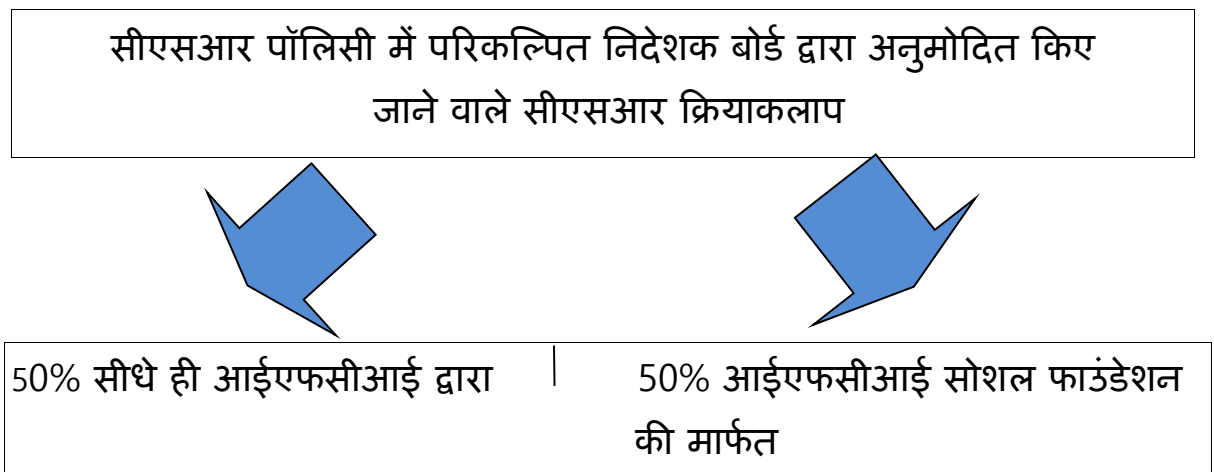 सीएसआर पॉलिसी में परिकल्पित निदेशक बोर्ड द्वारा अनुमोदित किए
जाने वाले सीएसआर क्रियाकलाप
50% सीधे ही आईएफसीआई द्वारा
50% आईएफसीआई सोशल फाउंडेशन
की मार्फत